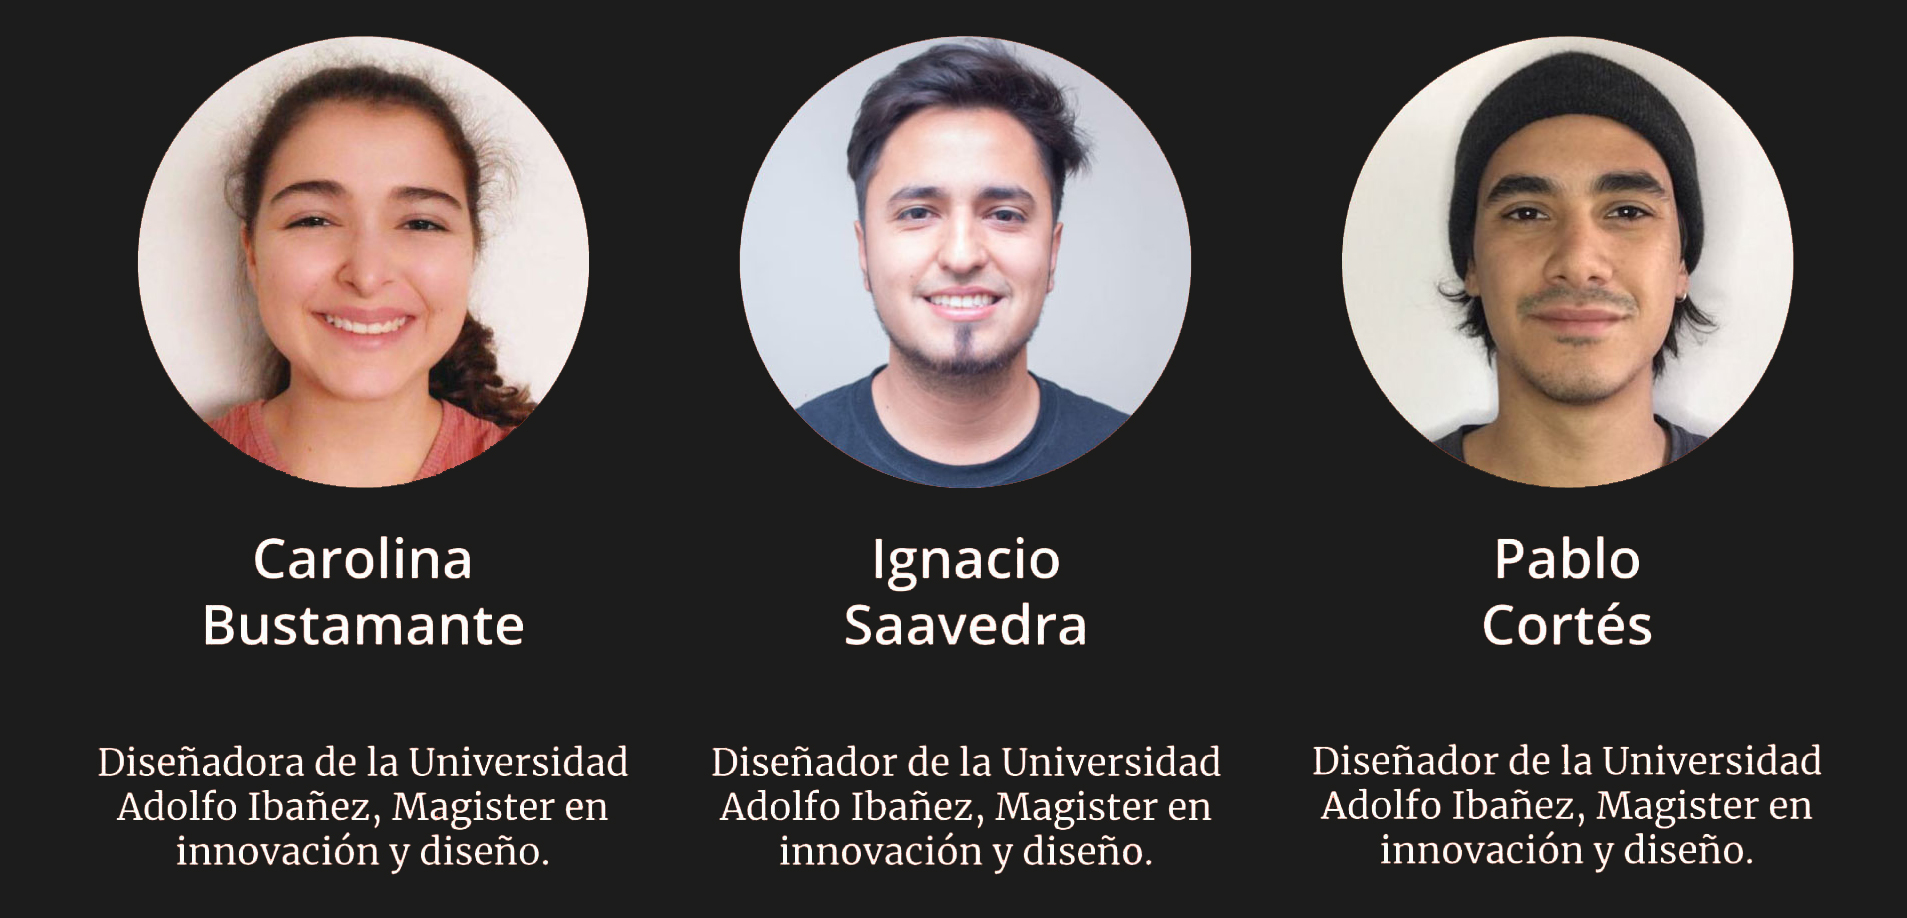 Carolina
Bustamante
Diseñadora de la Universidad
Adolfo Ibañez, Magister en
innovación y diseño.
Ignacio
Saavedra
Diseñador de la Universidad
Adolfo Ibañez, Magister en
innovación y diseño.
Pablo
Cortés
Diseñador de la Universidad
Adolfo Ibañez, Magister en
innovación y diseño.